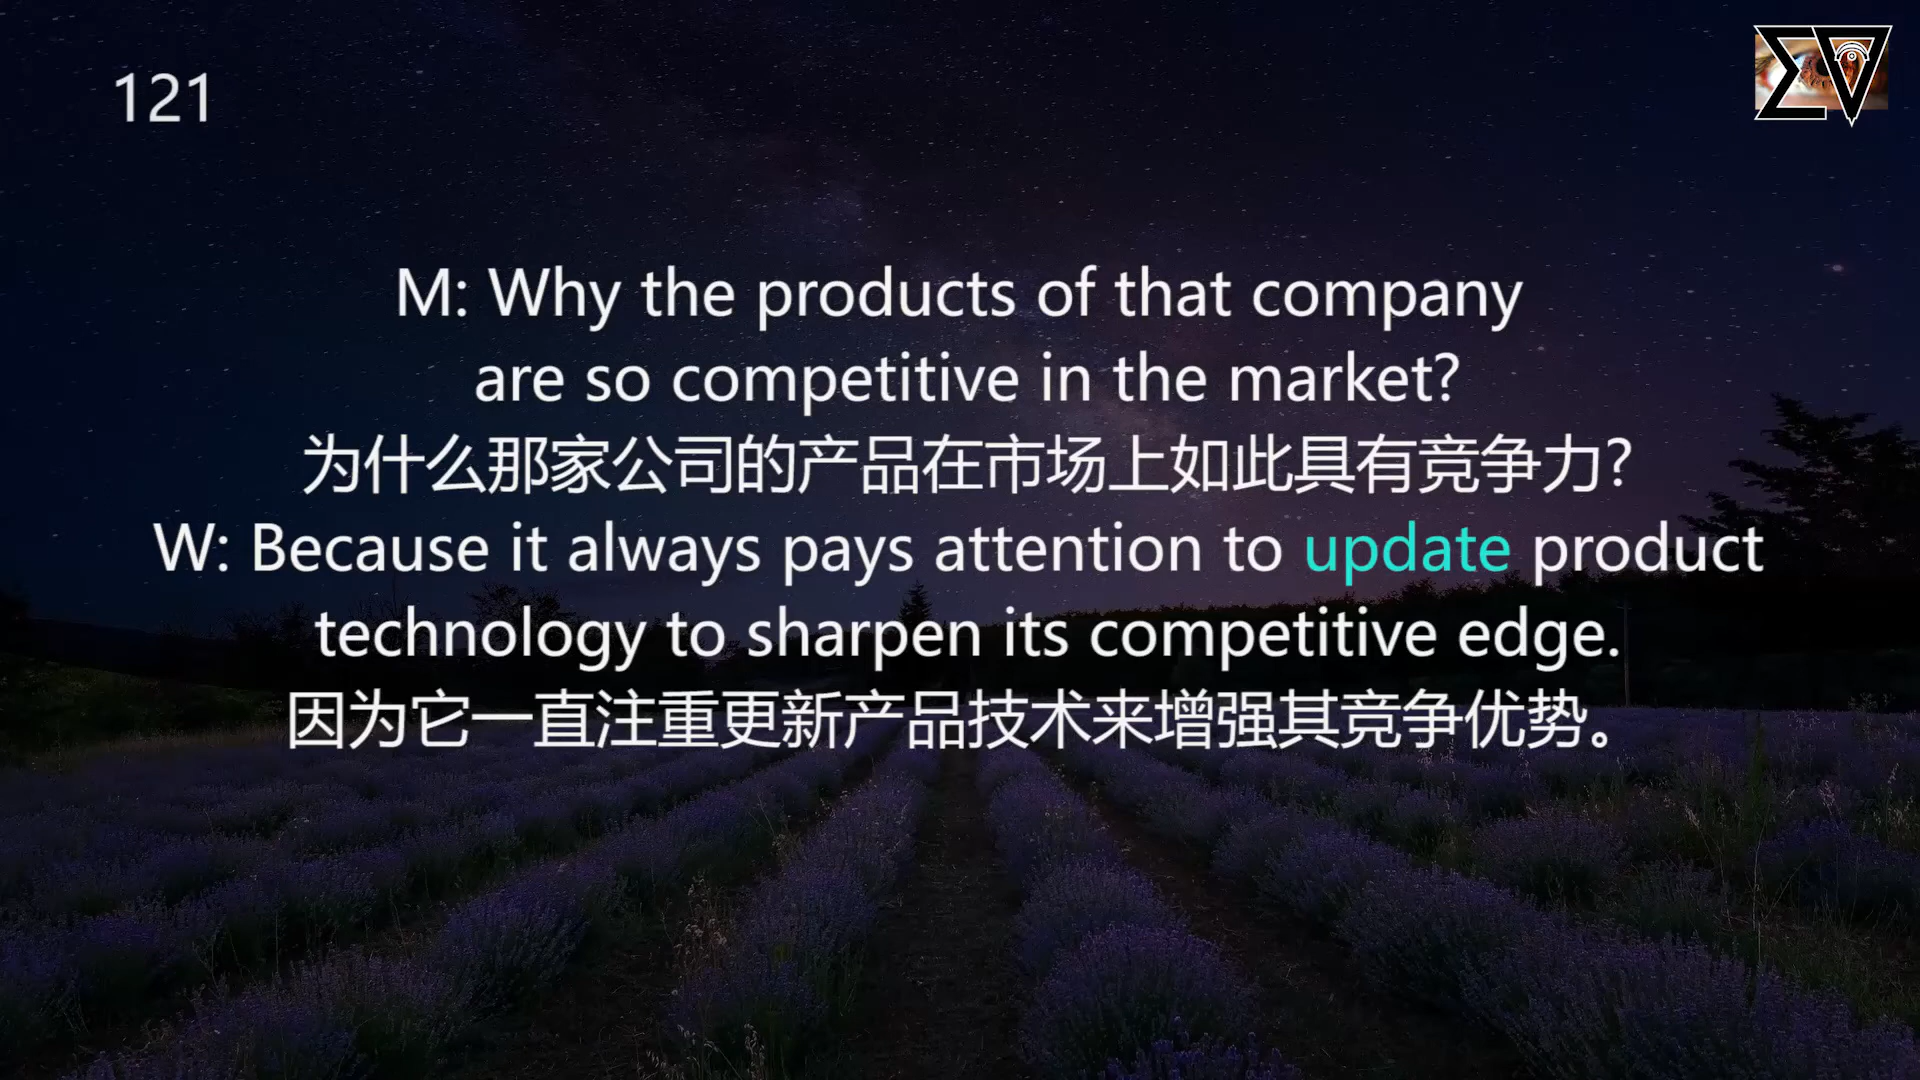 121
M: Why the products of that company
are so competitive in the market?
为什么那家公司的产品在市场上如此具有竞争力?
W: Because it always pays attention to update product
technology to sharpen its competitive edge.
因为它一直注重更新产品技术来增强其竞争优势。